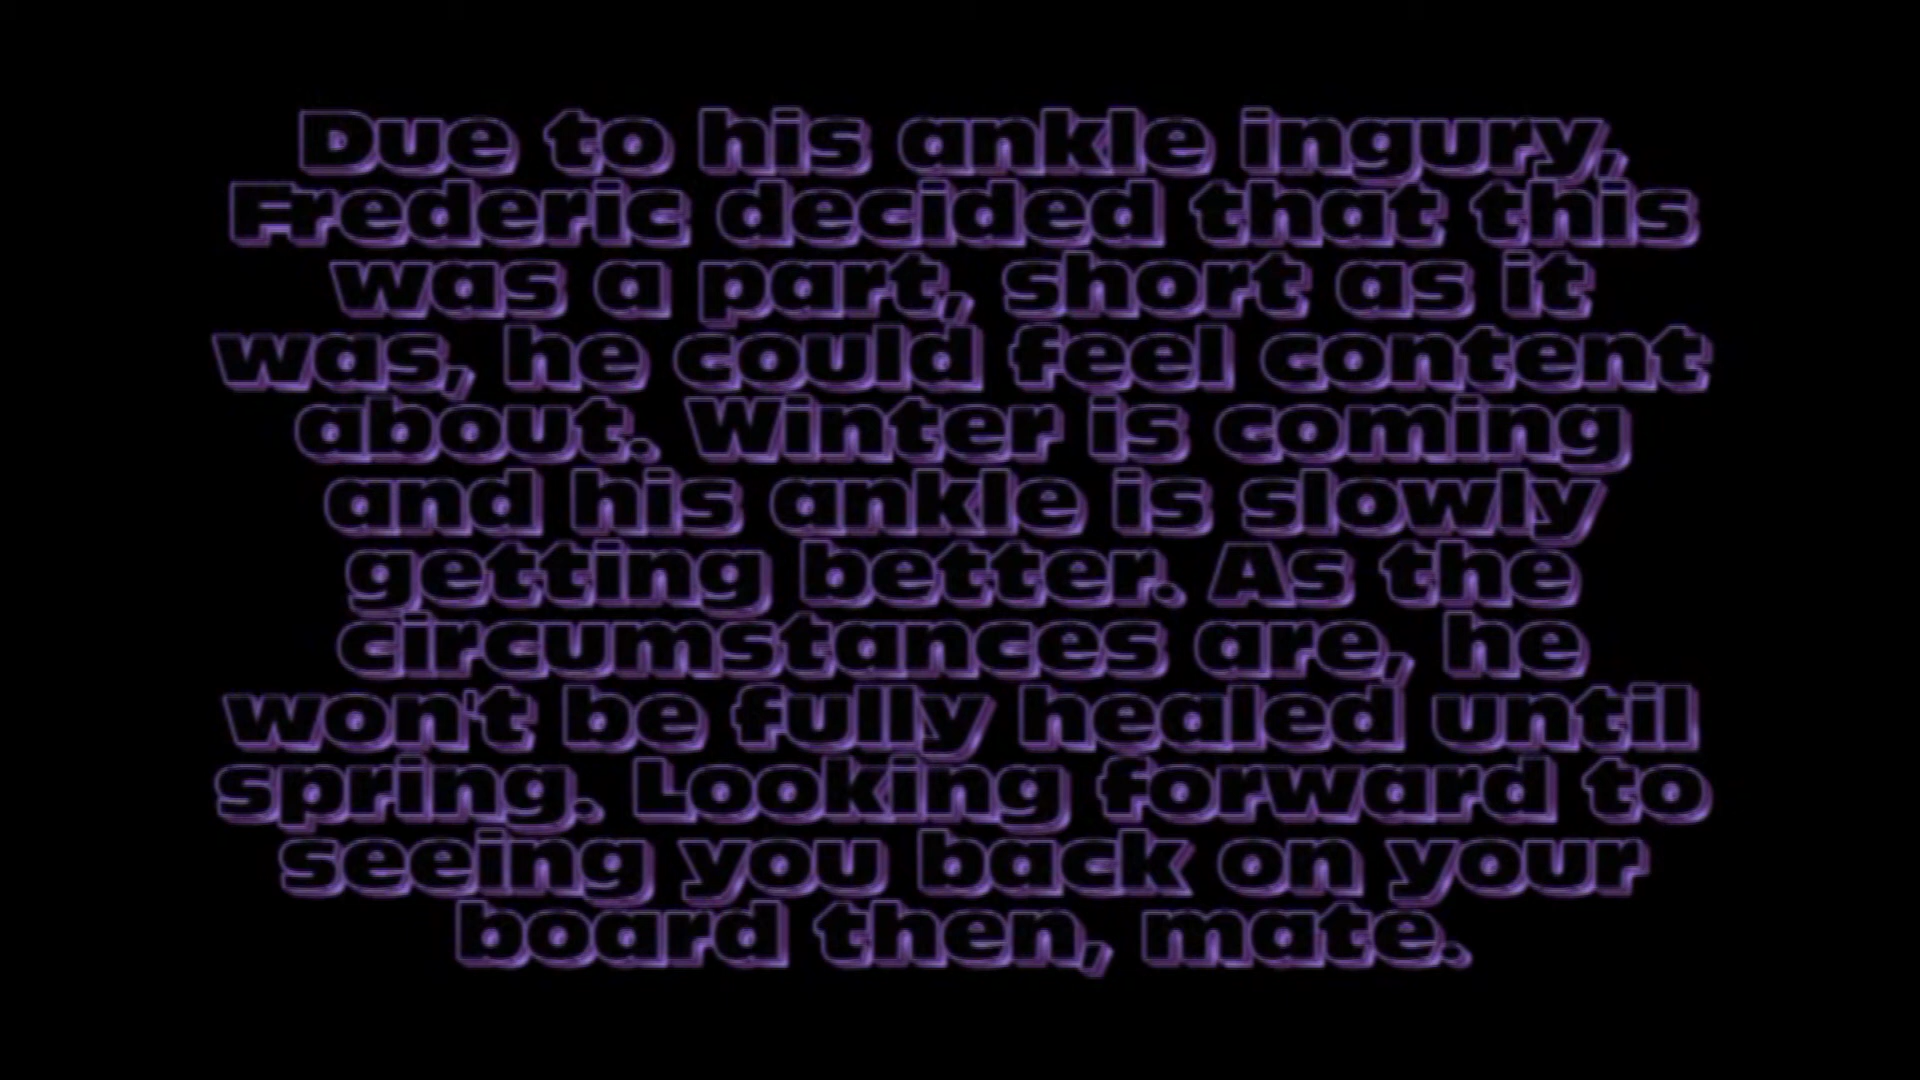 Due to his ankle ingury,
Frederic decided that this
was a part, short as it
was, he could feel content
about. Winter is coming
and his ankle is slowly
getting better. As the
circumstances are, he
won't be fully healed until
spring. Looking forward to
seeing you back on your
board then, mate.